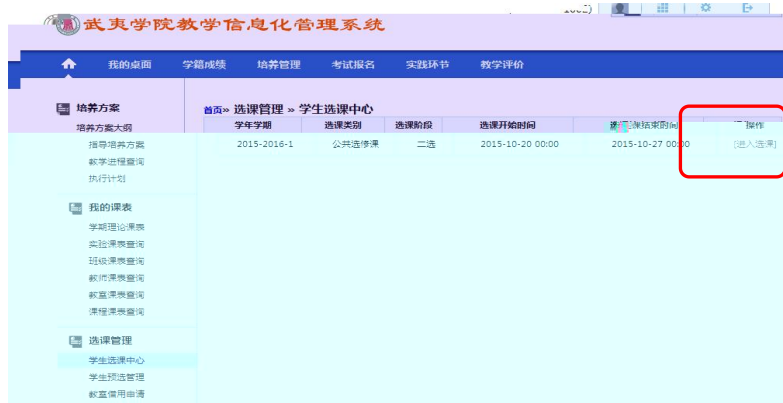 武夷学院教学信息化管理系统
我的桌面 学籍成绩 培养管理 考试报名 实践环节 教学评价
培养方案
首页» 选课管理 » 学生选课中心
培养方案大纲
学年学期 选课类别 选课阶段 选课开始时间 选课结束时间 操作
指导培养方案
2015-2016-1 公共选修课 二选 2015-10-20 00:00 2015-10-27 00:00 [进入选课]
教学进程查询
执行计划
我的课表
学期理论课表
实验课表查询
班级课表查询
教师课表查询
教室课表查询
课程课表查询
选课管理
学生选课中心
学生预选管理
教室借用申请